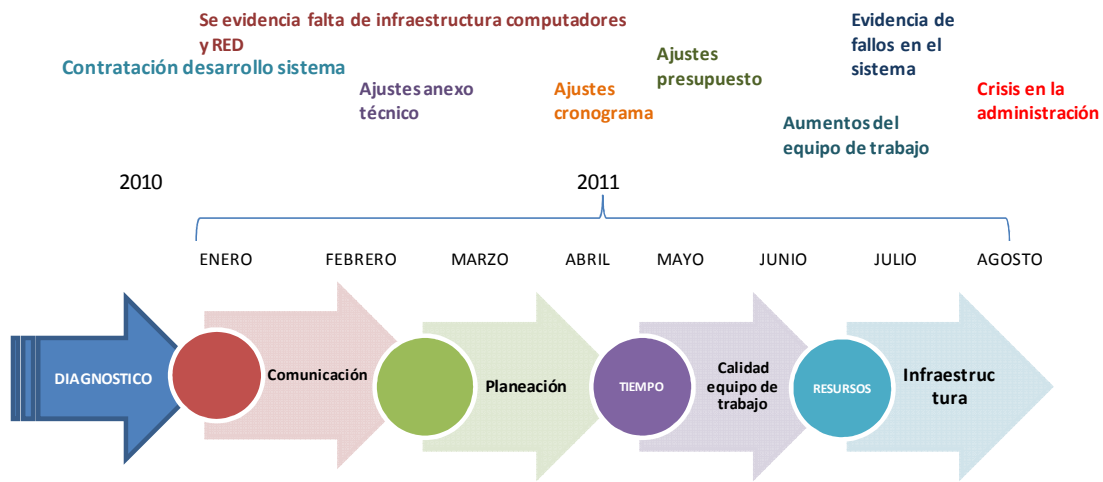 Se evidencia falta de infraestructura computadores
y RED
Contratación desarrollo sistema
Ajustes anexo
técnico
Ajustes
cronograma
Ajustes
presupuesto
Aumentos del
equipo de trabajo
Evidencia de
fallos en el
sistema
Crisis en la
administración
2010
2011
ENERO
FEBRERO
MARZO
ABRIL
MAYO
JUNIO
JULIO
AGOSTO
DIAGNOSTICO
Comunicación
Planeación
TIEMPO
Calidad
equipo de
trabajo
RESURSOS
Infraestruc
tura